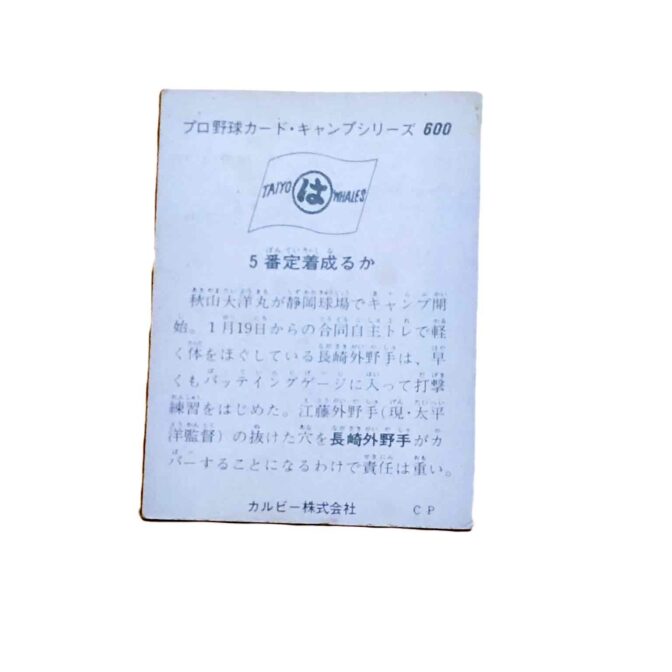 プロ野球カード・キャンプシリーズ 600
TAIYO は WHALES
5番定着成るか
秋山大洋丸が静岡球場でキャンプ開
始。1月19日からの合同自主トレで軽
く体をほぐしている長崎外野手は、早
くもバッティングゲージに入って打撃
練習をはじめた。江藤外野手(現・太平
洋監督)の抜けた穴を長崎外野手がカ
バーすることになるわけで責任は重い。
カルビー株式会社 CP